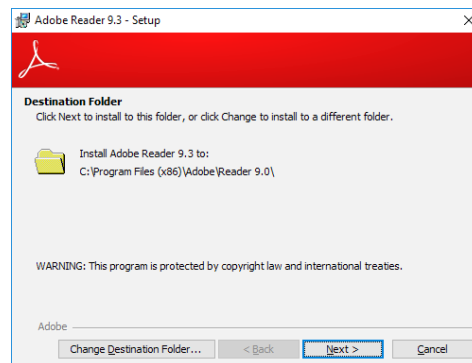 Adobe Reader 9.3 - Setup
Destination Folder
Click Next to install to this folder, or click Change to install to a different folder.
Install Adobe Reader 9.3 to:
C:\Program Files (x86)\Adobe\Reader 9.0\
WARNING: This program is protected by copyright law and international treaties.
Adobe
Change Destination Folder... < Back Next > Cancel